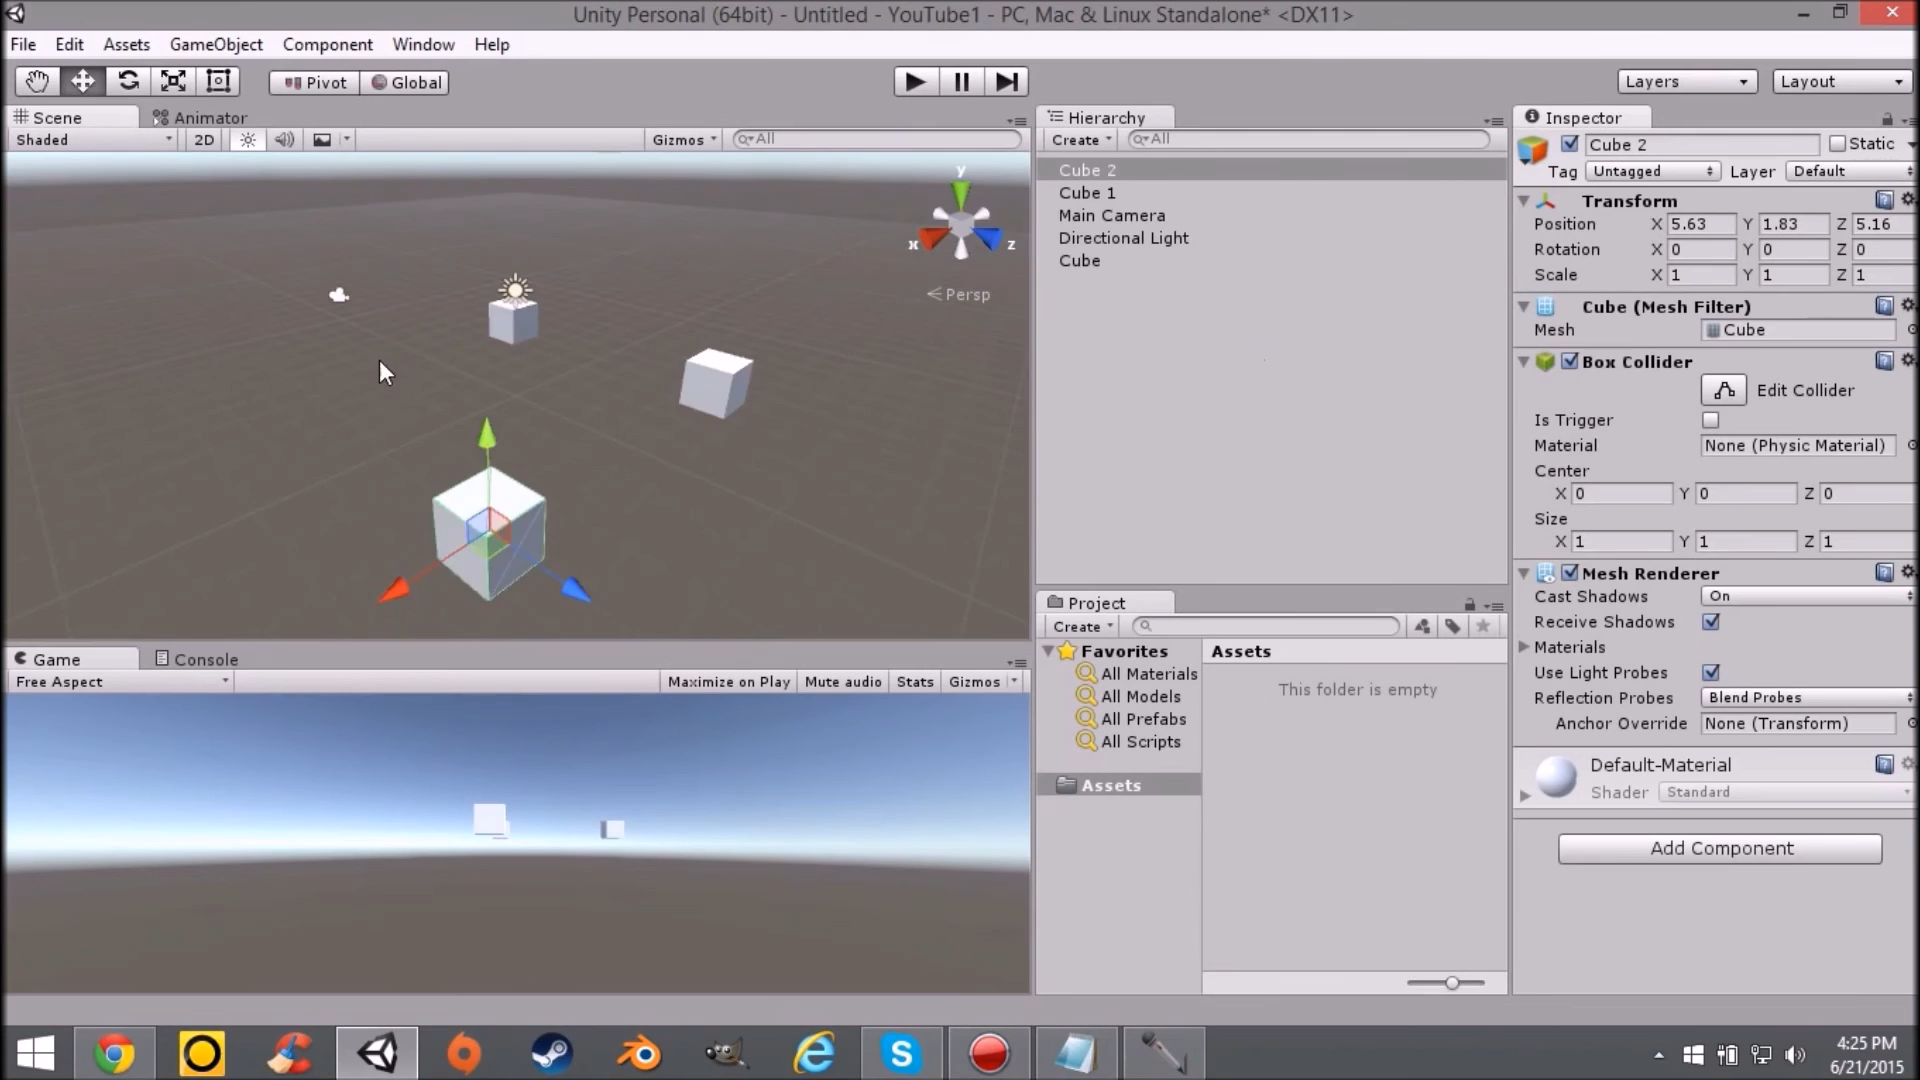 Unity Personal (64bit) - Untitled - YouTube1 - PC, Mac & Linux Standalone* <DX11>
File Edit Assets GameObject Component Window Help
Pivot Global
Layers Layout
Scene Animator
Shaded 2D Gizmos All
y
x z
Persp
Hierarchy
Create All
Cube 2
Cube 1
Main Camera
Directional Light
Cube
Game Console
Free Aspect Maximize on Play Mute audio Stats Gizmos
Project
Create
Favorites
All Materials
All Models
All Prefabs
All Scripts
Assets
Assets
This folder is empty
Inspector
Cube 2 Static
Tag Untagged Layer Default
Transform
Position X 5.63 Y 1.83 Z 5.16
Rotation X 0 Y 0 Z 0
Scale X 1 Y 1 Z 1
Cube (Mesh Filter)
Mesh Cube
Box Collider
Edit Collider
Is Trigger
Material None (Physic Material)
Center
X 0 Y 0 Z 0
Size
X 1 Y 1 Z 1
Mesh Renderer
Cast Shadows On
Receive Shadows
Materials
Use Light Probes
Reflection Probes Blend Probes
Anchor Override None (Transform)
Default-Material
Shader Standard
Add Component
4:25 PM
6/21/2015